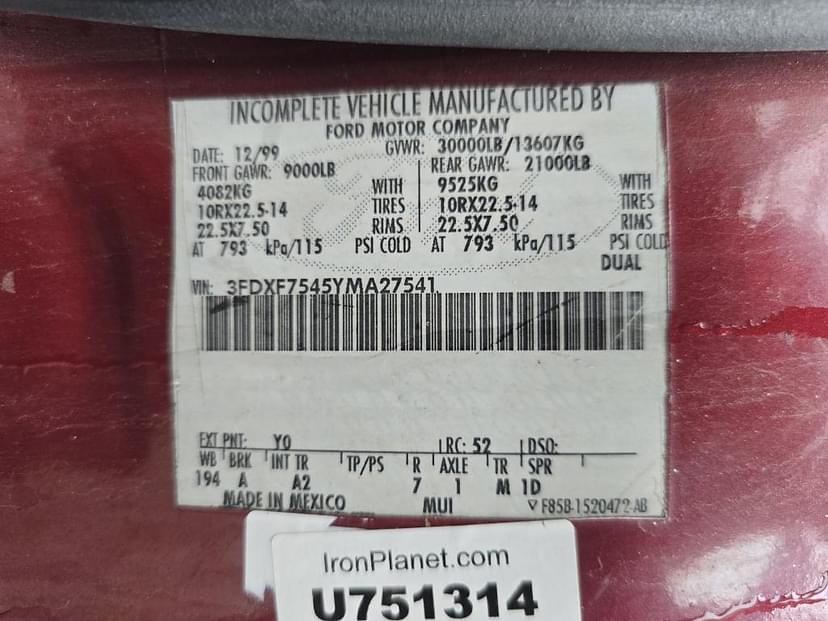 INCOMPLETE VEHICLE MANUFACTURED BY
FORD MOTOR COMPANY
DATE: 12/99 GVWR: 30000LB/13607KG
FRONT GAWR: 9000LB REAR GAWR: 21000LB
4082KG WITH 9525KG WITH
10RX22.5-14 TIRES 10RX22.5-14 TIRES
22.5X7.50 RIMS 22.5X7.50 RIMS
AT 793 kPa/115 PSI COLD AT 793 kPa/115 PSI COLD
DUAL
VIN: 3FDXF7545YMA27541
EXT PNT: YO RC: 52 DSO:
WB BRK INT TR TP/PS R AXLE TR SPR
194 A A2 7 1 M 1D
MADE IN MEXICO MUI F85B-1520472-AB
IronPlanet.com
U751314